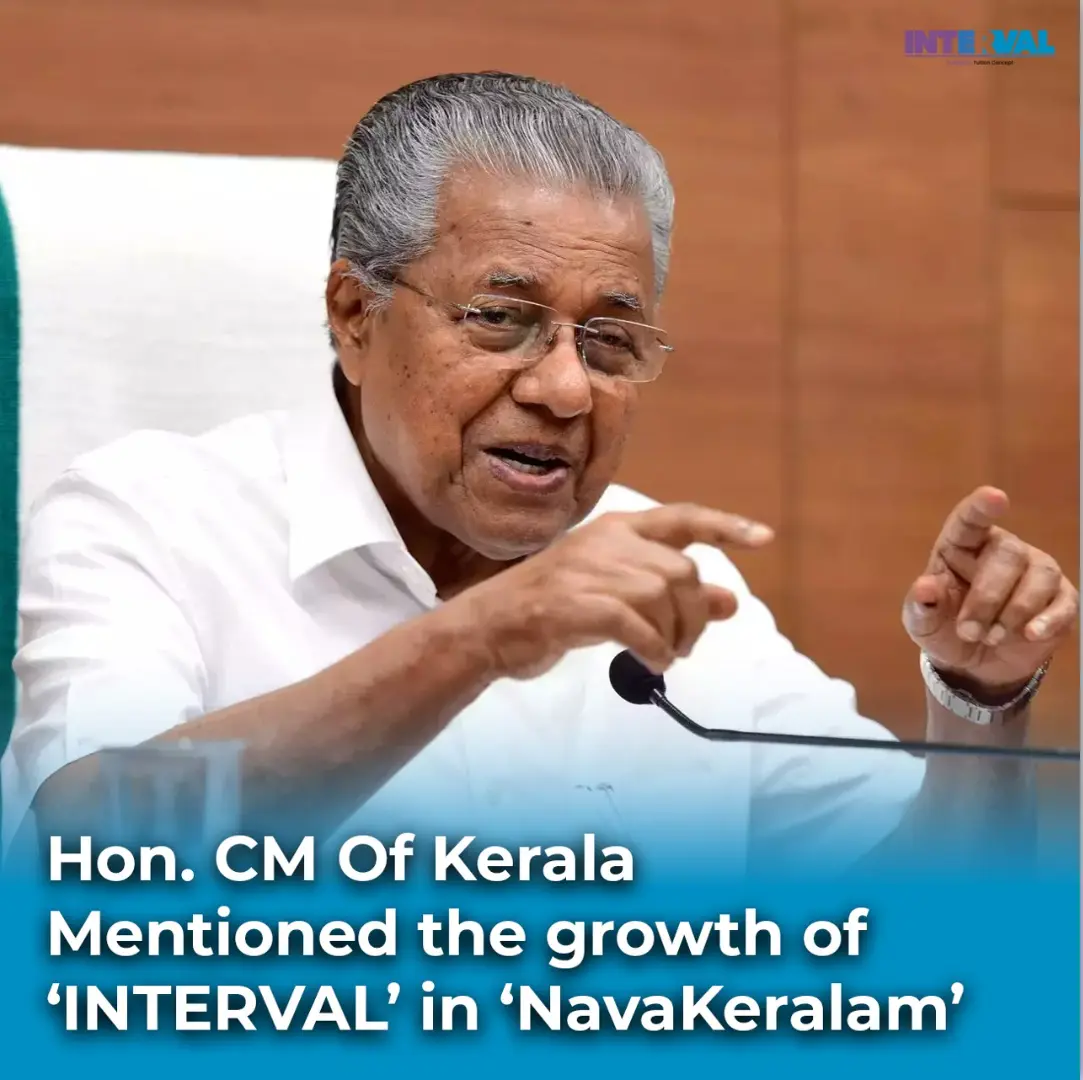 INTERVAL
Hon. CM Of Kerala
Mentioned the growth of
‘INTERVAL’ in ‘NavaKeralam’